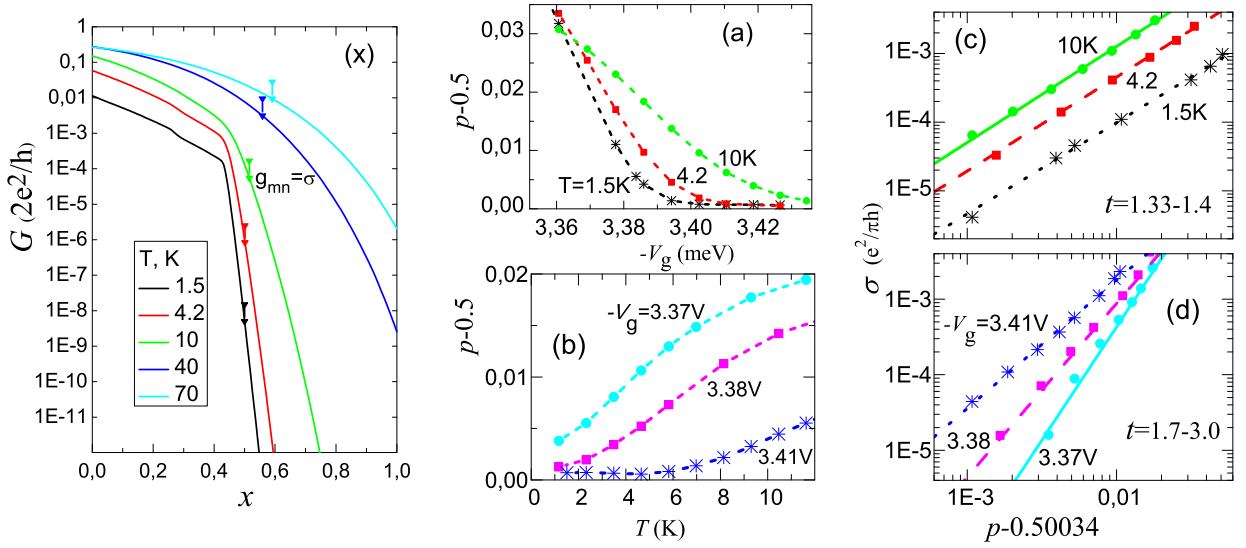 G (2e²/h)
1
0,1
0,01
1E-3
1E-4
1E-5
1E-6
1E-7
1E-8
1E-9
1E-10
1E-11
(x)
gₘₙ=σ
T, K
1.5
4.2
10
40
70
0,0 0,2 0,4 0,6 0,8 1,0
x
p-0.5
0,03
0,02
0,01
0,00
(a)
10K
4.2
T=1.5K
3,36 3,38 3,40 3,42
-Vg (meV)
p-0.5
0,02
0,01
0,00
-Vg=3.37V
(b)
3.38V
3.41V
0 2 4 6 8 10
T (K)
σ (e²/πh)
1E-3
1E-4
1E-5
(c)
10K
4.2
1.5K
t=1.33-1.4
1E-3
1E-4
1E-5
-Vg=3.41V
(d)
3.38
3.37V
t=1.7-3.0
1E-3 0,01
p-0.50034